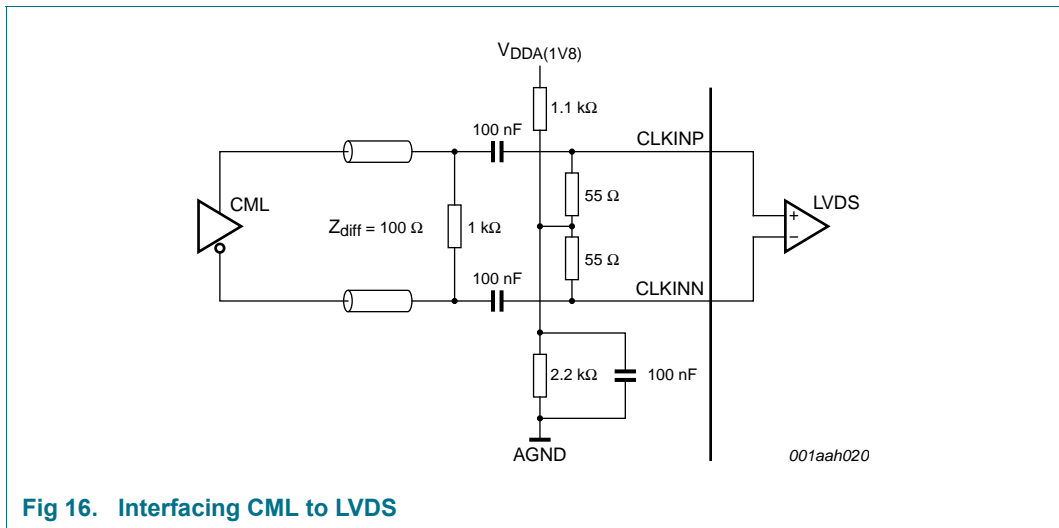 VDDA(1V8)
1.1 kΩ
100 nF
CLKINP
CML
55 Ω
LVDS
Zdiff = 100 Ω
1 kΩ
+
−
55 Ω
100 nF
CLKINN
2.2 kΩ
100 nF
AGND
001aah020
Fig 16. Interfacing CML to LVDS